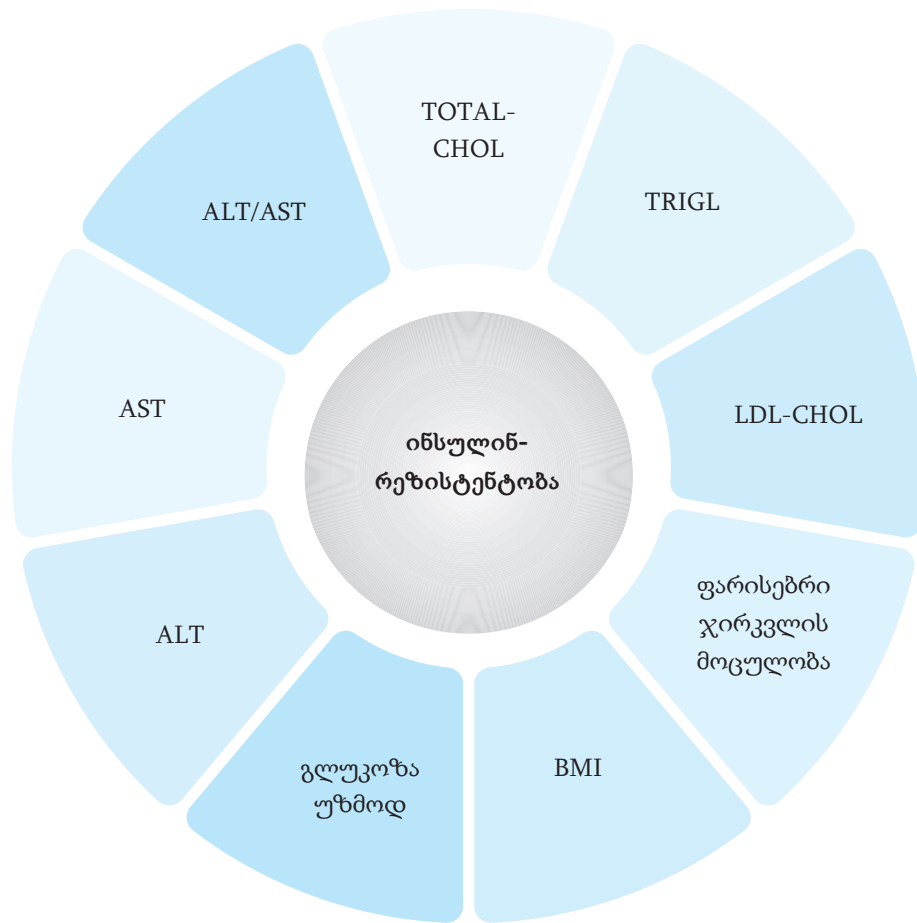 TOTAL-
CHOL
TRIGL
LDL-CHOL
ფარისებრი
ჯირკვლის
მოცულობა
BMI
გლუკოზა
უზმოდ
ALT
AST
ALT/AST
ინსულინ-
რეზისტენტობა